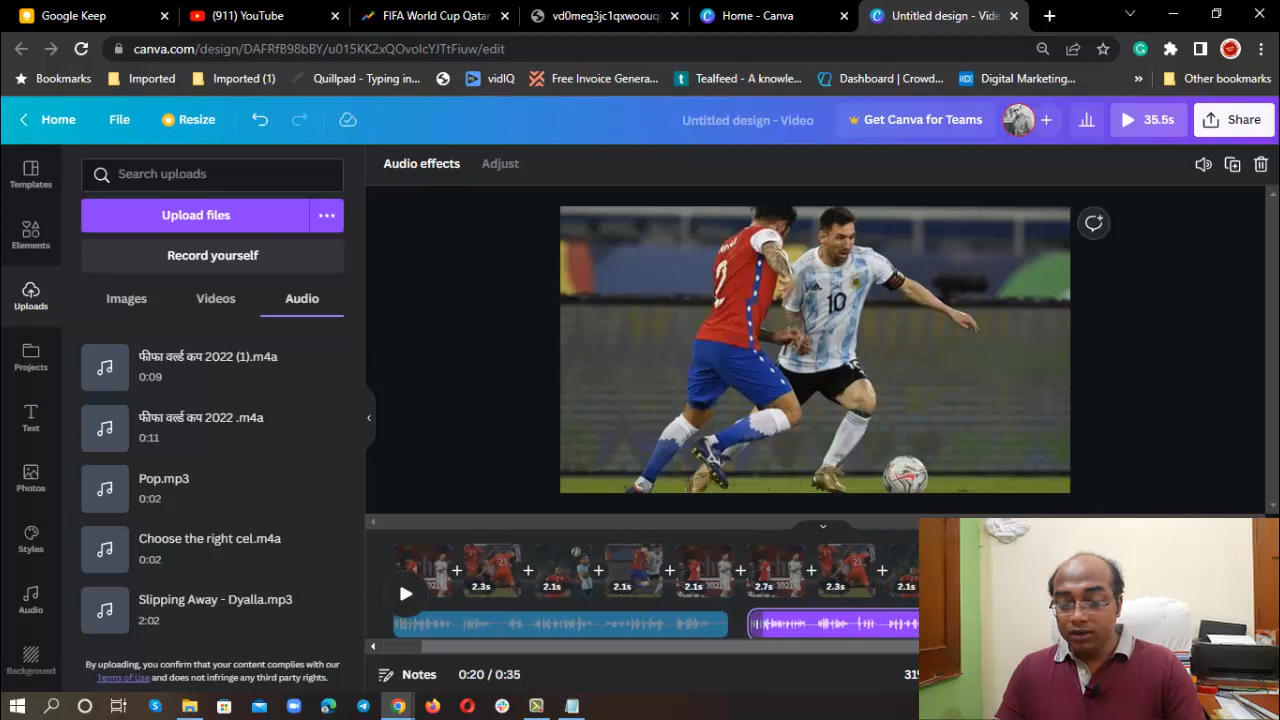 Google Keep
(911) YouTube
FIFA World Cup Qatar
vd0meg3jc1qxwoouq
Home - Canva
Untitled design - Vide
canva.com/design/DAFRfB98bBY/u015KK2xQOvoIcYJTtFiuw/edit
Bookmarks
Imported
Imported (1)
Quillpad - Typing in...
vidIQ
Free Invoice Genera...
Tealfeed - A knowle...
Dashboard | Crowd...
Digital Marketing...
»
Other bookmarks
Home
File
Resize
Untitled design - Video
Get Canva for Teams
35.5s
Share
Templates
Elements
Uploads
Projects
Text
Photos
Styles
Audio
Background
Search uploads
Upload files
Record yourself
Images
Videos
Audio
फीफा वर्ल्ड कप 2022 (1).m4a
0:09
फीफा वर्ल्ड कप 2022 .m4a
0:11
Pop.mp3
0:02
Choose the right cel.m4a
0:02
Slipping Away - Dyalla.mp3
2:02
By uploading, you confirm that your content complies with our
Terms of Use and does not infringe any third party rights.
Audio effects
Adjust
2
10
2.3s
2.1s
2.1s
2.1s
2.7s
2.3s
2.1s
Notes
0:20 / 0:35